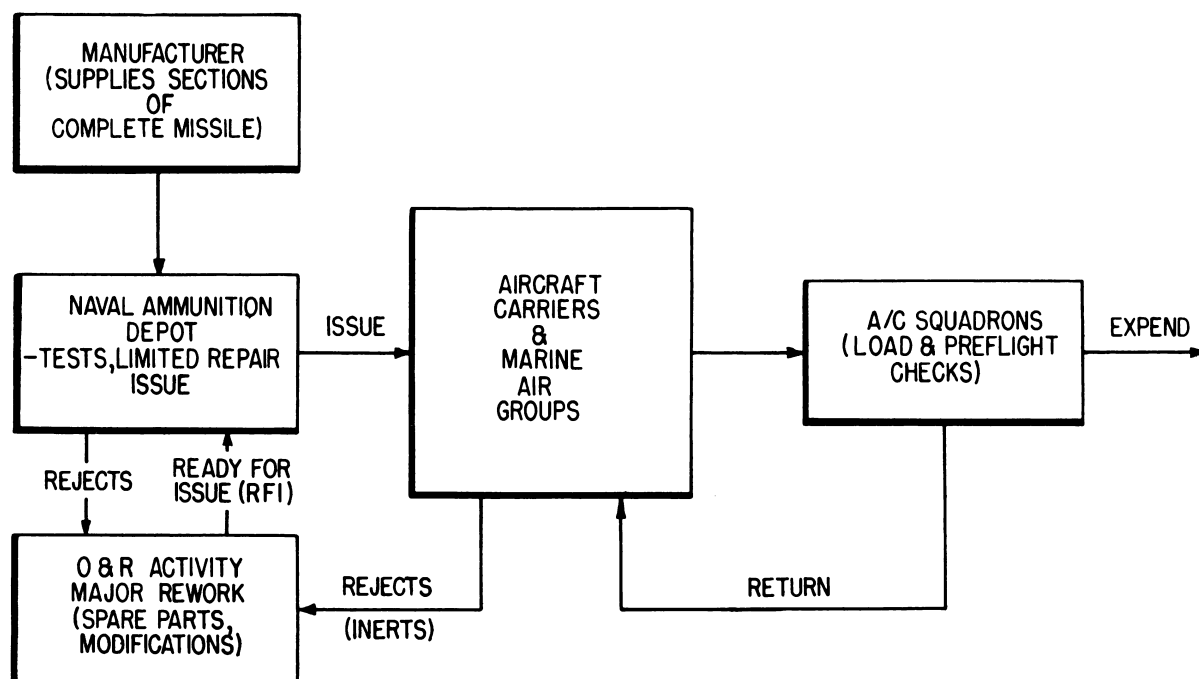 MANUFACTURER
(SUPPLIES SECTIONS
OF
COMPLETE MISSILE)
NAVAL AMMUNITION
DEPOT
-TESTS, LIMITED REPAIR
ISSUE
ISSUE
AIRCRAFT
CARRIERS
&
MARINE
AIR
GROUPS
A/C SQUADRONS
(LOAD & PREFLIGHT
CHECKS)
EXPEND
REJECTS
READY FOR
ISSUE (RFI)
O & R ACTIVITY
MAJOR REWORK
(SPARE PARTS,
MODIFICATIONS)
REJECTS
(INERTS)
RETURN